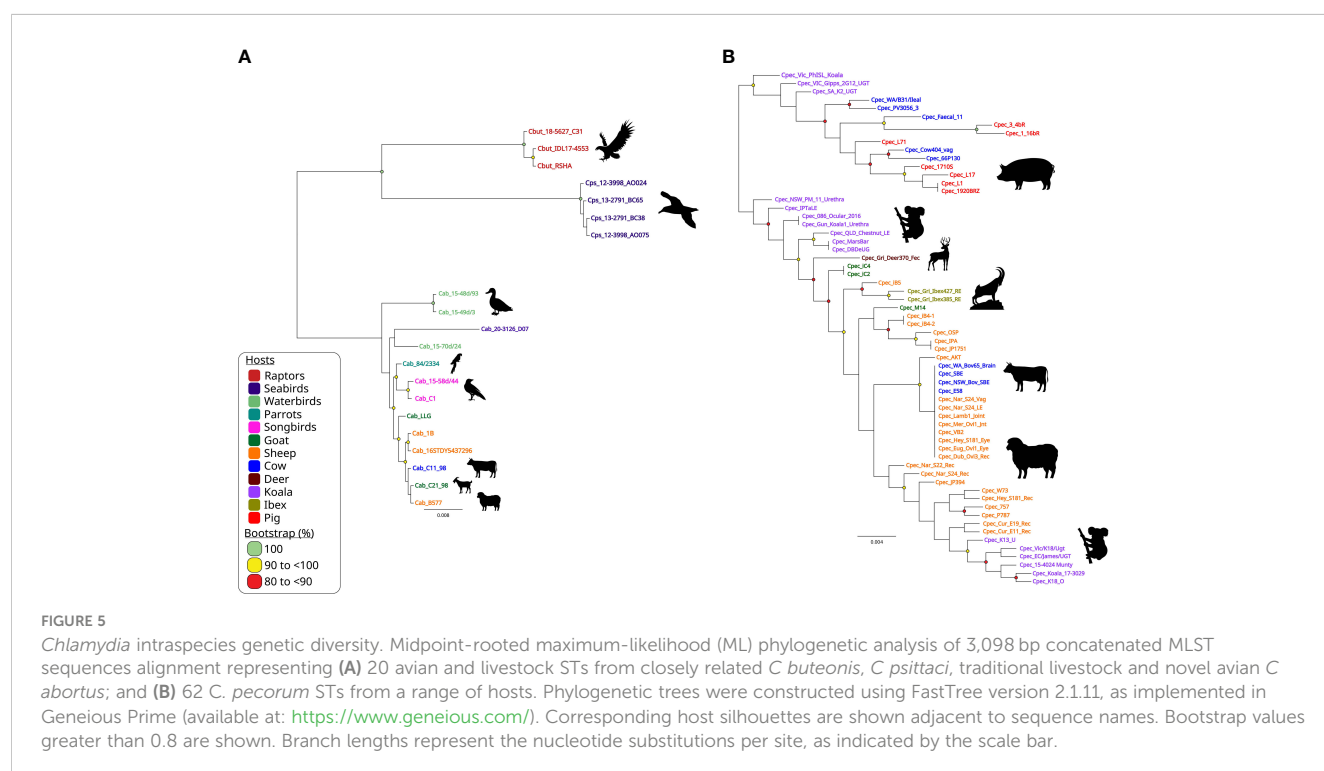 A
B
Cbut_18-5627_C31
Cbut_IDL17-4553
Cbut_RSHA
Cps_12-3998_AO024
Cps_13-2791_BC65
Cps_13-2791_BC38
Cps_12-3998_AO075
Cab_15-48d/93
Cab_15-49d/3
Cab_20-3126_D07
Cab_15-70d/24
Cab_84/2334
Cab_15-58d/44
Cab_C1
Cab_LLG
Cab_1B
Cab_16STDY5437296
Cab_C11_98
Cab_C21_98
Cab_B577
0.008
Hosts
Raptors
Seabirds
Waterbirds
Parrots
Songbirds
Goat
Sheep
Cow
Deer
Koala
Ibex
Pig
Bootstrap (%)
100
90 to <100
80 to <90
Cpec_Vic_PhISL_Koala
Cpec_VIC_Gipps_2G12_UGT
Cpec_SA_K2_UGT
Cpec_WA/B31/Ileal
Cpec_PV3056_3
Cpec_Faecal_11
Cpec_3_4bR
Cpec_1_16bR
Cpec_L71
Cpec_Cow404_vag
Cpec_66P130
Cpec_1710S
Cpec_L17
Cpec_L1
Cpec_1920BRZ
Cpec_NSW_PM_11_Urethra
Cpec_IPTaLE
Cpec_086_Ocular_2016
Cpec_Gun_Koala1_Urethra
Cpec_QLD_Chestnut_LE
Cpec_MarsBar
Cpec_DBDeUG
Cpec_Gri_Deer370_Fec
Cpec_IC4
Cpec_IC2
Cpec_IB5
Cpec_Gri_Ibex427_RE
Cpec_Gri_Ibex385_RE
Cpec_M14
Cpec_IB4-1
Cpec_IB4-2
Cpec_OSP
Cpec_IPA
Cpec_JP1751
Cpec_AKT
Cpec_WA_Bov65_Brain
Cpec_SBE
Cpec_NSW_Bov_SBE
Cpec_E58
Cpec_Nar_S24_Vag
Cpec_Nar_S24_LE
Cpec_Lamb1_Joint
Cpec_Mer_Ovi1_Jnt
Cpec_VB2
Cpec_Hey_S181_Eye
Cpec_Eug_Ovi1_Eye
Cpec_Dub_Ovi3_Rec
Cpec_Nar_S22_Rec
Cpec_Nar_S24_Rec
Cpec_JP394
Cpec_W73
Cpec_Hey_S181_Rec
Cpec_757
Cpec_P787
Cpec_Cur_E19_Rec
Cpec_Cur_E11_Rec
Cpec_K13_U
Cpec_Vic/K18/Ugt
Cpec_EC/James/UGT
Cpec_15-4024 Munty
Cpec_Koala_17-3029
Cpec_K18_O
0.004
FIGURE 5
Chlamydia intraspecies genetic diversity. Midpoint-rooted maximum-likelihood (ML) phylogenetic analysis of 3,098 bp concatenated MLST
sequences alignment representing (A) 20 avian and livestock STs from closely related C buteonis, C psittaci, traditional livestock and novel avian C
abortus; and (B) 62 C. pecorum STs from a range of hosts. Phylogenetic trees were constructed using FastTree version 2.1.11, as implemented in
Geneious Prime (available at: https://www.geneious.com/). Corresponding host silhouettes are shown adjacent to sequence names. Bootstrap values
greater than 0.8 are shown. Branch lengths represent the nucleotide substitutions per site, as indicated by the scale bar.